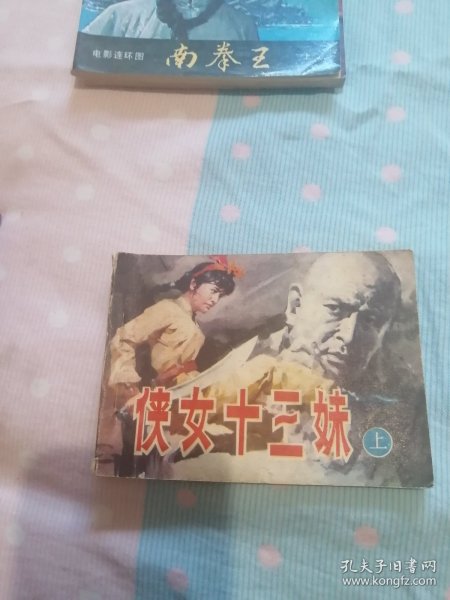 电影连环图 南拳王
侠女十三妹 上
孔夫子旧书网
www.kongfz.com